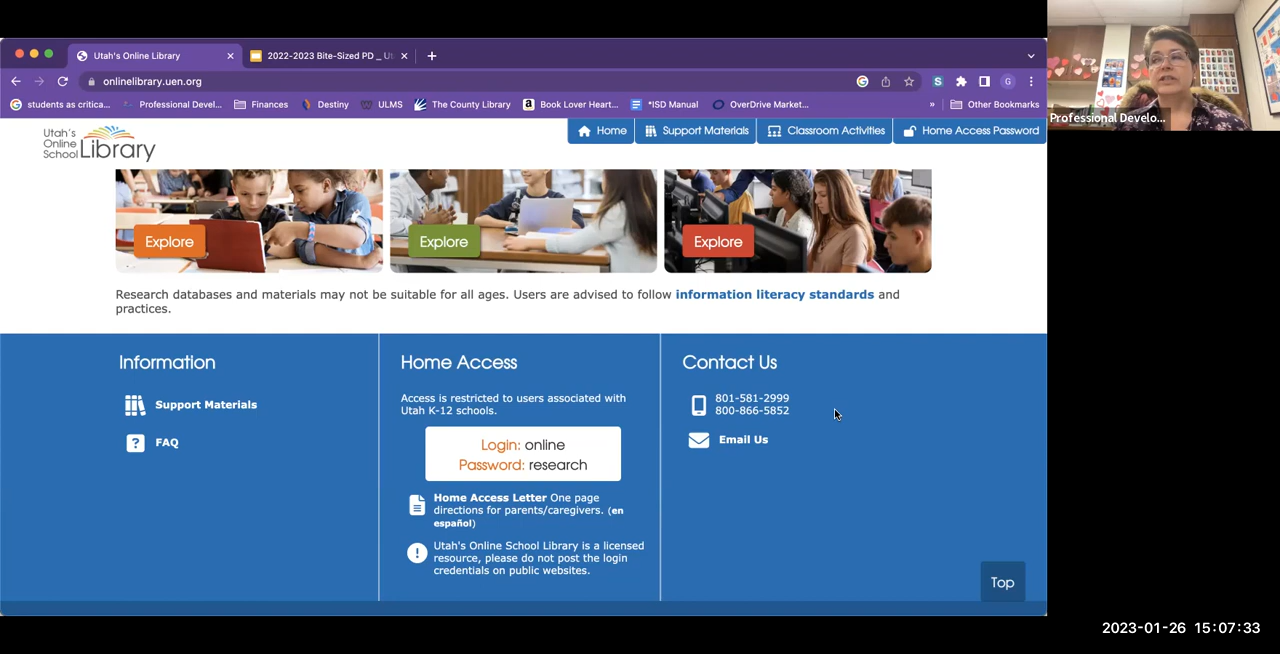 Utah's Online Library
2022-2023 Bite-Sized PD _ U
onlinelibrary.uen.org
G
students as critica...
Professional Devel...
Finances
Destiny
ULMS
The County Library
Book Lover Heart...
*ISD Manual
OverDrive Market...
»
Other Bookmarks
Professional Develo...
Utah's
Online
School Library
Home
Support Materials
Classroom Activities
Home Access Password
Explore
Explore
Explore
Research databases and materials may not be suitable for all ages. Users are advised to follow information literacy standards and
practices.
Information
Support Materials
FAQ
Home Access
Access is restricted to users associated with
Utah K-12 schools.
Login: online
Password: research
Home Access Letter One page
directions for parents/caregivers. (en
español)
Utah's Online School Library is a licensed
resource, please do not post the login
credentials on public websites.
Contact Us
801-581-2999
800-866-5852
Email Us
Top
2023-01-26 15:07:33